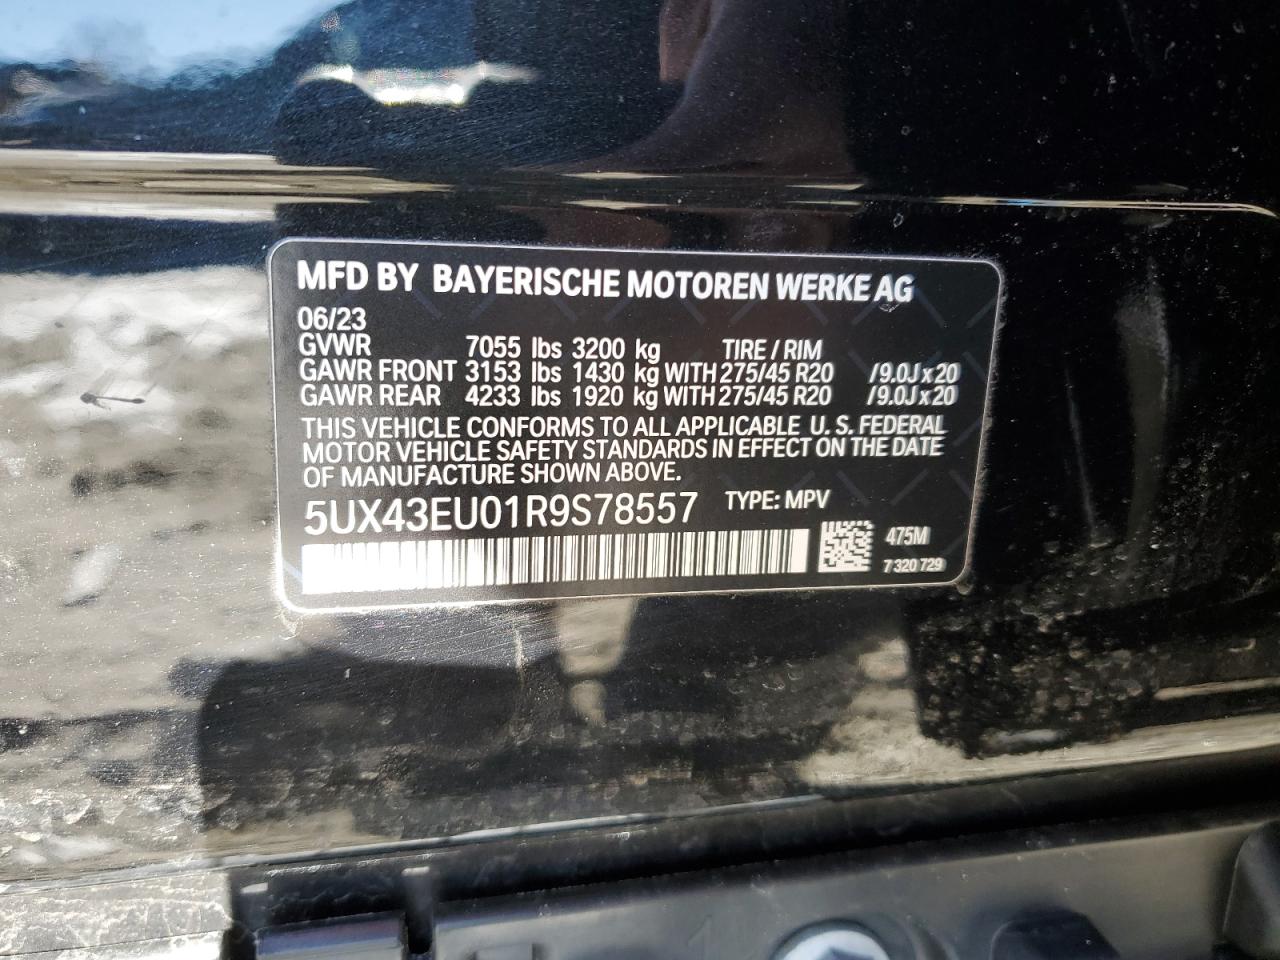 MFD BY BAYERISCHE MOTOREN WERKE AG
06/23
GVWR 7055 lbs 3200 kg TIRE / RIM
GAWR FRONT 3153 lbs 1430 kg WITH 275/45 R20 /9.0J x 20
GAWR REAR 4233 lbs 1920 kg WITH 275/45 R20 /9.0J x 20
THIS VEHICLE CONFORMS TO ALL APPLICABLE U. S. FEDERAL
MOTOR VEHICLE SAFETY STANDARDS IN EFFECT ON THE DATE
OF MANUFACTURE SHOWN ABOVE.
5UX43EU01R9S78557 TYPE: MPV
475M
7 320 729